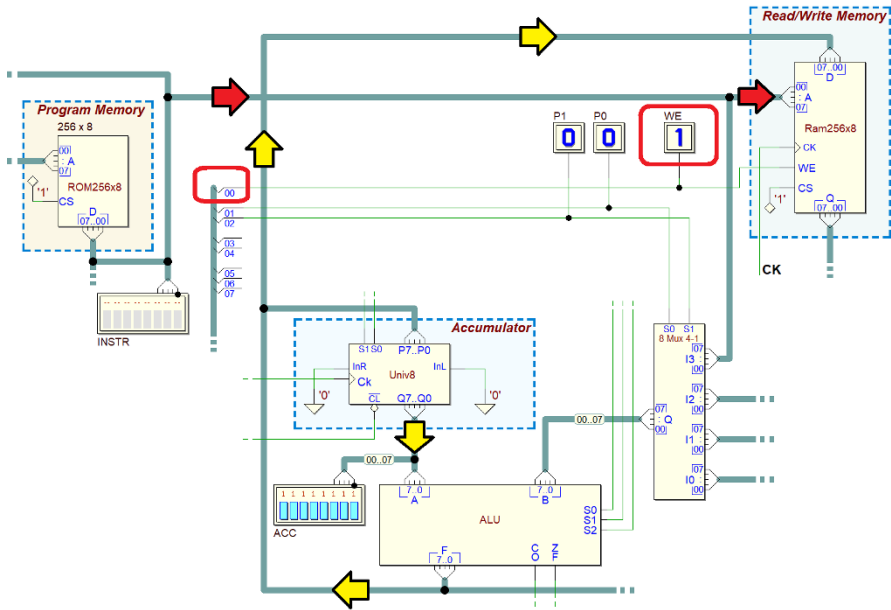 Read/Write Memory
07..00
D
00
: A
07
Ram256x8
CK
WE
CS
'1'
Q
07..00
CK
Program Memory
256 x 8
00
: A
07
ROM256x8
'1'
CS
D
07..00
INSTR
P1
0
P0
0
WE
1
00
01
02
03
04
05
06
07
Accumulator
S1 S0
P7..P0
InR
Univ8
InL
Ck
'0'
CL
Q7..Q0
'0'
S0
S1
8 Mux 4-1
07
I3 :
00
07
I2 :
00
07
I1 :
00
07
I0 :
00
07
: Q
00
00..07
00..07
1 1 1 1 1 1 1 1
ACC
7..0
A
7..0
B
ALU
S0
S1
S2
F
7..0
CO
ZF